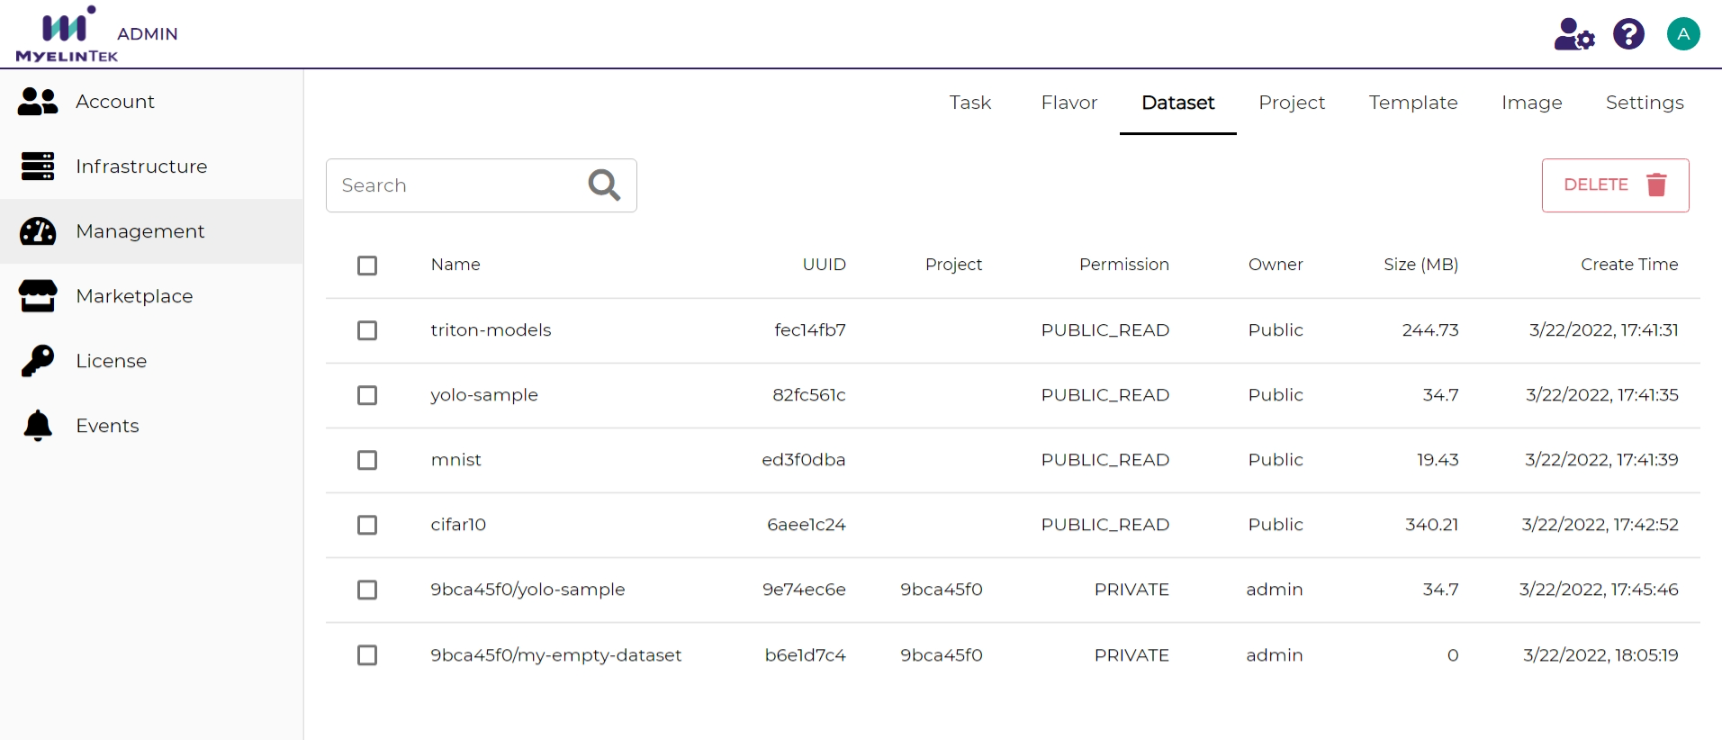 MYELINTEK ADMIN
A
Account
Infrastructure
Management
Marketplace
License
Events
Task Flavor Dataset Project Template Image Settings
Search
DELETE
Name UUID Project Permission Owner Size (MB) Create Time
triton-models fec14fb7 PUBLIC_READ Public 244.73 3/22/2022, 17:41:31
yolo-sample 82fc561c PUBLIC_READ Public 34.7 3/22/2022, 17:41:35
mnist ed3f0dba PUBLIC_READ Public 19.43 3/22/2022, 17:41:39
cifar10 6aee1c24 PUBLIC_READ Public 340.21 3/22/2022, 17:42:52
9bca45f0/yolo-sample 9e74ec6e 9bca45f0 PRIVATE admin 34.7 3/22/2022, 17:45:46
9bca45f0/my-empty-dataset b6e1d7c4 9bca45f0 PRIVATE admin 0 3/22/2022, 18:05:19